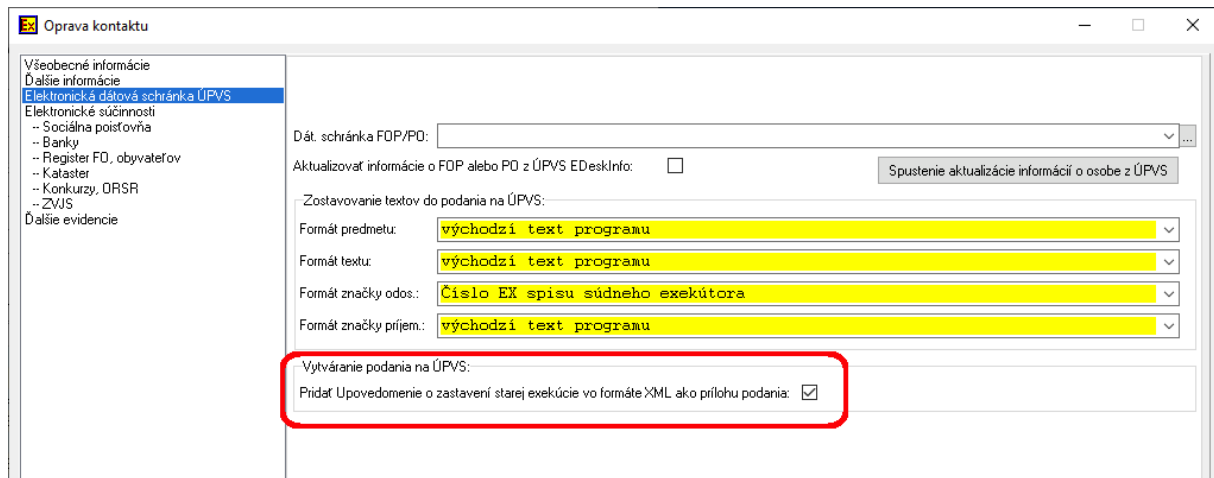 Ex Oprava kontaktu
Všeobecné informácie
Ďalšie informácie
Elektronická dátová schránka ÚPVS
Elektronické súčinnosti
-- Sociálna poisťovňa
-- Banky
-- Register FO, obyvateľov
-- Kataster
-- Konkurzy, ORSR
-- ZVJS
Ďalšie evidencie
Dát. schránka FOP/PO:
...
Aktualizovať informácie o FOP alebo PO z ÚPVS EDeskInfo:
Spustenie aktualizácie informácií o osobe z ÚPVS
Zostavovanie textov do podania na ÚPVS:
Formát predmetu: východzí text programu
Formát textu: východzí text programu
Formát značky odos.: Číslo EX spisu súdneho exekútora
Formát značky príjem.: východzí text programu
Vytváranie podania na ÚPVS:
Pridať Upovedomenie o zastavení starej exekúcie vo formáte XML ako prílohu podania: